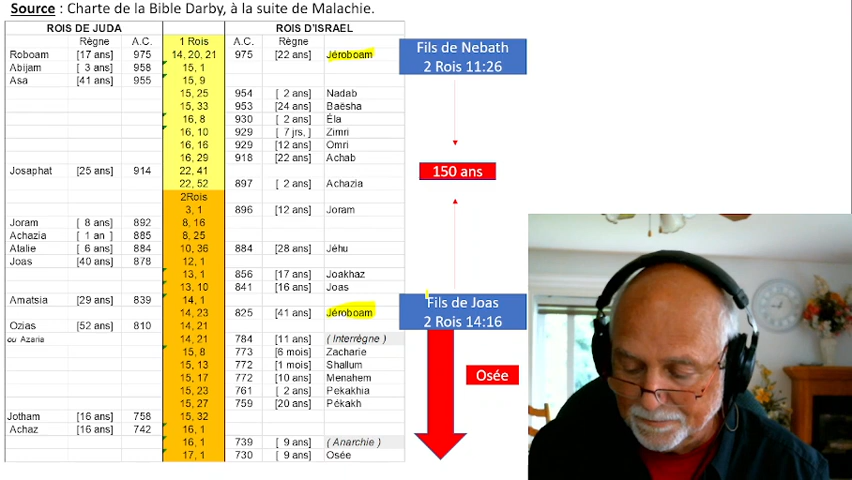 Source : Charte de la Bible Darby, à la suite de Malachie.
ROIS DE JUDA ROIS D'ISRAEL
Règne A.C. 1 Rois A.C. Règne
Roboam [17 ans] 975 14, 20, 21 975 [22 ans] Jéroboam
Abijam [ 3 ans] 958 15, 1
Asa [41 ans] 955 15, 9
15, 25 954 [ 2 ans] Nadab
15, 33 953 [24 ans] Baësha
16, 8 930 [ 2 ans] Éla
16, 10 929 [ 7 jrs, ] Zimri
16, 16 929 [12 ans] Omri
16, 29 918 [22 ans] Achab
Josaphat [25 ans] 914 22, 41
22, 52 897 [ 2 ans] Achazia
2Rois
3, 1 896 [12 ans] Joram
Joram [ 8 ans] 892 8, 16
Achazia [ 1 an ] 885 8, 25
Atalie [ 6 ans] 884 10, 36 884 [28 ans] Jéhu
Joas [40 ans] 878 12, 1
13, 1 856 [17 ans] Joakhaz
13, 10 841 [16 ans] Joas
Amatsia [29 ans] 839 14, 1
14, 23 825 [41 ans] Jéroboam
Ozias [52 ans] 810 14, 21
ou Azaria 14, 21 784 [11 ans] ( Interrègne )
15, 8 773 [6 mois] Zacharie
15, 13 772 [1 mois] Shallum
15, 17 772 [10 ans] Menahem
15, 23 761 [ 2 ans] Pekakhia
15, 27 759 [20 ans] Pékakh
Jotham [16 ans] 758 15, 32
Achaz [16 ans] 742 16, 1
16, 1 739 [ 9 ans] ( Anarchie )
17, 1 730 [ 9 ans] Osée
Fils de Nebath
2 Rois 11:26
150 ans
Fils de Joas
2 Rois 14:16
Osée